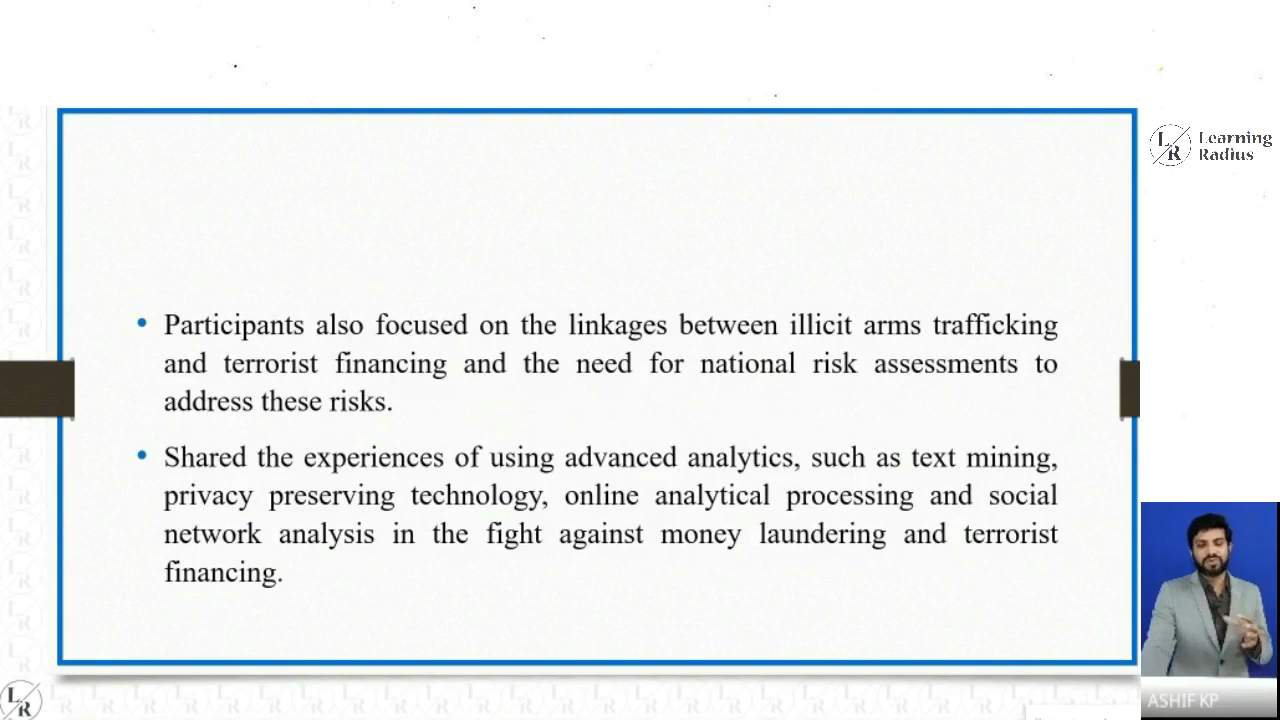 Learning
Radius
• Participants also focused on the linkages between illicit arms trafficking
and terrorist financing and the need for national risk assessments to
address these risks.
• Shared the experiences of using advanced analytics, such as text mining,
privacy preserving technology, online analytical processing and social
network analysis in the fight against money laundering and terrorist
financing.
L
R
ASHIF KP